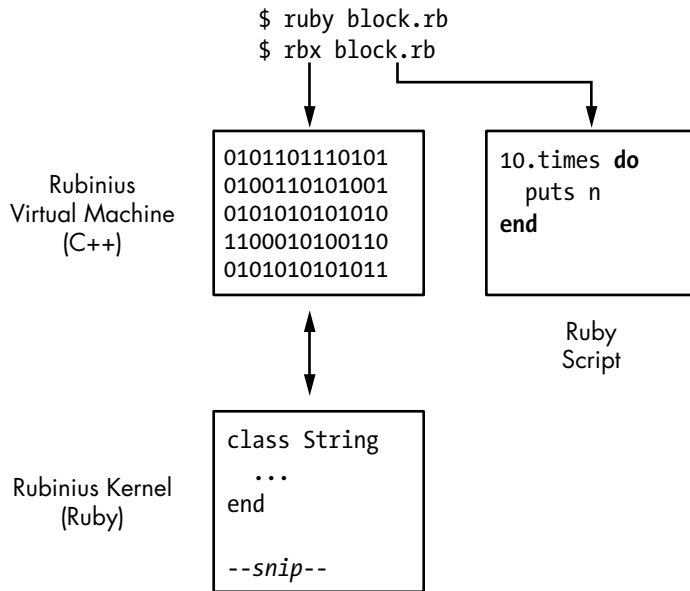 $ ruby block.rb
$ rbx block.rb
Rubinius
Virtual Machine
(C++)
0101101110101
0100110101001
0101010101010
1100010100110
0101010101011
10.times do
  puts n
end
Ruby
Script
Rubinius Kernel
(Ruby)
class String
  ...
end
--snip--